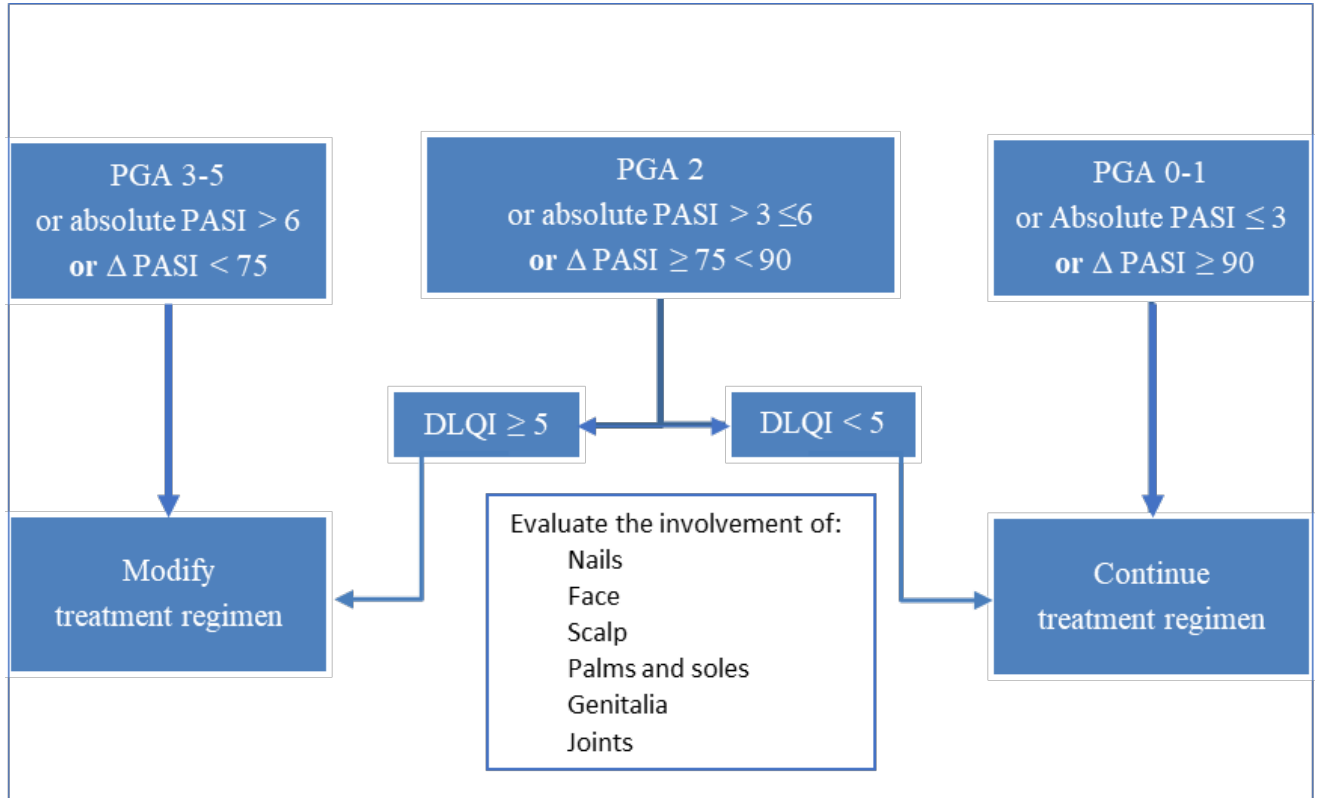 PGA 3-5
or absolute PASI > 6
or Δ PASI < 75
PGA 2
or absolute PASI > 3 ≤6
or Δ PASI ≥ 75 < 90
PGA 0-1
or Absolute PASI ≤ 3
or Δ PASI ≥ 90
DLQI ≥ 5
DLQI < 5
Evaluate the involvement of:
Nails
Face
Scalp
Palms and soles
Genitalia
Joints
Modify
treatment regimen
Continue
treatment regimen